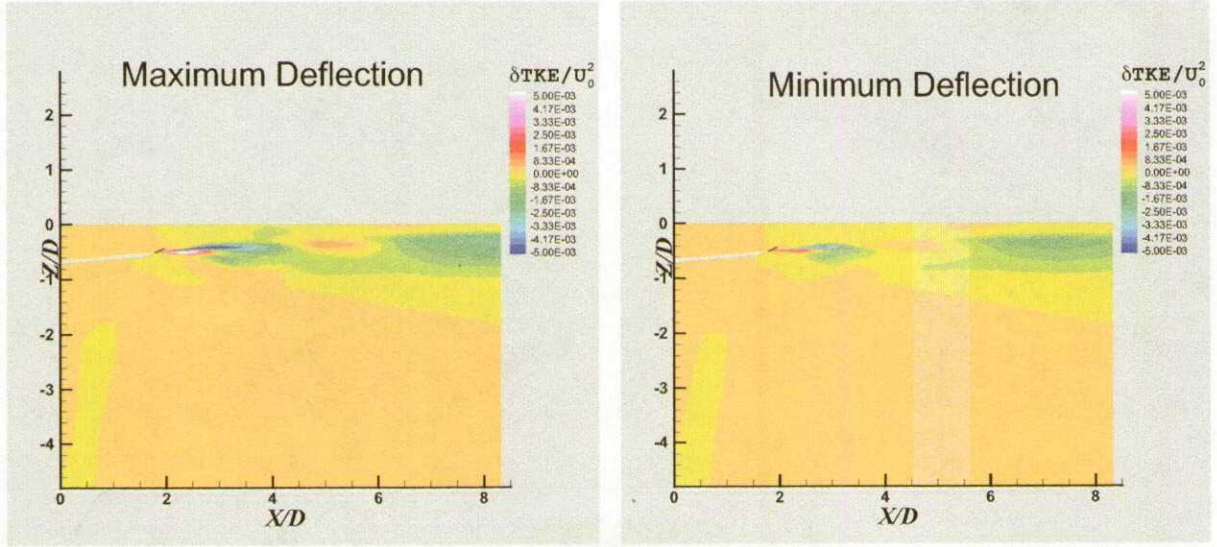 Maximum Deflection
δTKE/U₀²
5.00E-03
4.17E-03
3.33E-03
2.50E-03
1.67E-03
8.33E-04
0.00E+00
-8.33E-04
-1.67E-03
-2.50E-03
-3.33E-03
-4.17E-03
-5.00E-03
2
1
0
-1
-2
-3
-4
Z/D
0 2 4 6 8
X/D
Minimum Deflection
δTKE/U₀²
5.00E-03
4.17E-03
3.33E-03
2.50E-03
1.67E-03
8.33E-04
0.00E+00
-8.33E-04
-1.67E-03
-2.50E-03
-3.33E-03
-4.17E-03
-5.00E-03
2
1
0
-1
-2
-3
-4
Z/D
0 2 4 6 8
X/D